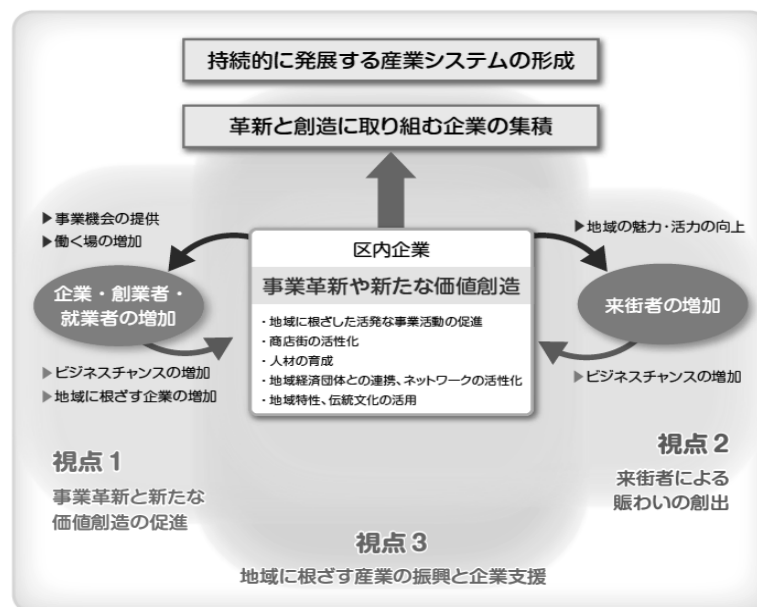 持続的に発展する産業システムの形成
革新と創造に取り組む企業の集積
▶事業機会の提供
▶働く場の増加
企業・創業者・
就業者の増加
▶ビジネスチャンスの増加
▶地域に根ざす企業の増加
区内企業
事業革新や新たな価値創造
・地域に根ざした活発な事業活動の促進
・商店街の活性化
・人材の育成
・地域経済団体との連携、ネットワークの活性化
・地域特性、伝統文化の活用
▶地域の魅力・活力の向上
来街者の増加
▶ビジネスチャンスの増加
視点1
事業革新と新たな
価値創造の促進
視点2
来街者による
賑わいの創出
視点3
地域に根ざす産業の振興と企業支援